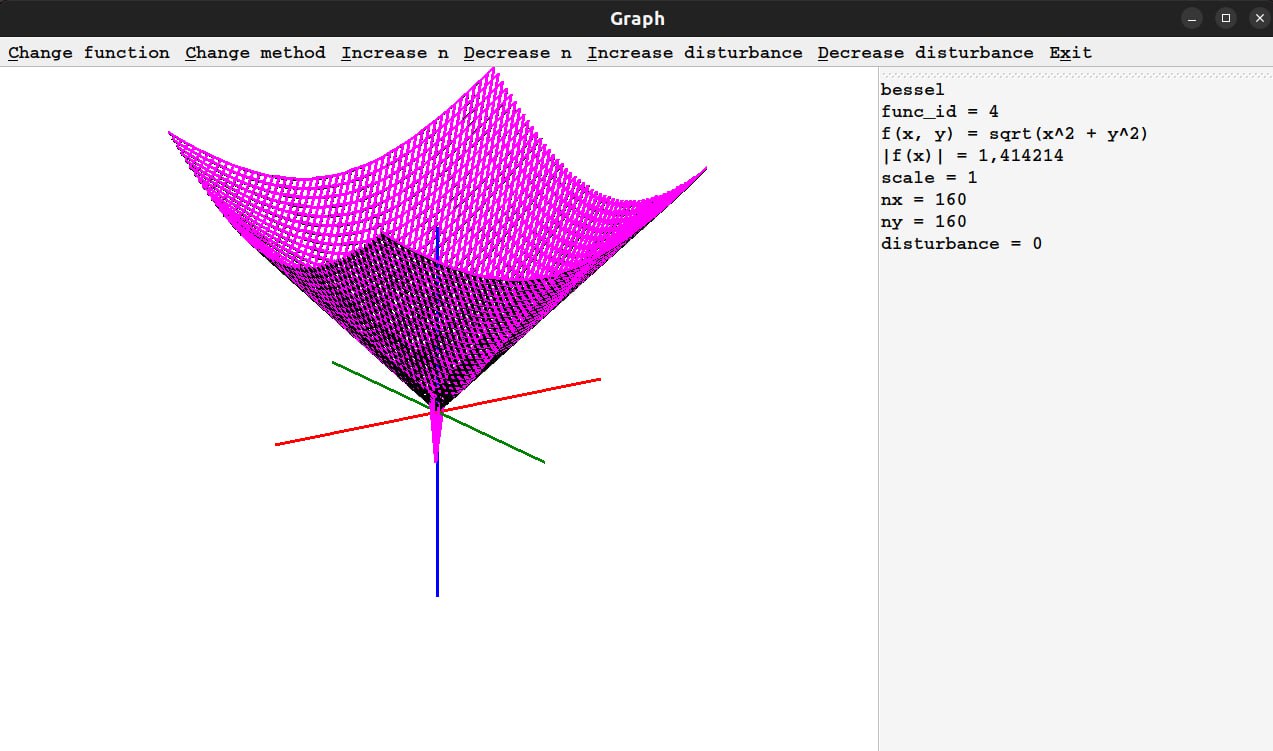 Graph
Change function Change method Increase n Decrease n Increase disturbance Decrease disturbance Exit
bessel
func_id = 4
f(x, y) = sqrt(x^2 + y^2)
|f(x)| = 1,414214
scale = 1
nx = 160
ny = 160
disturbance = 0